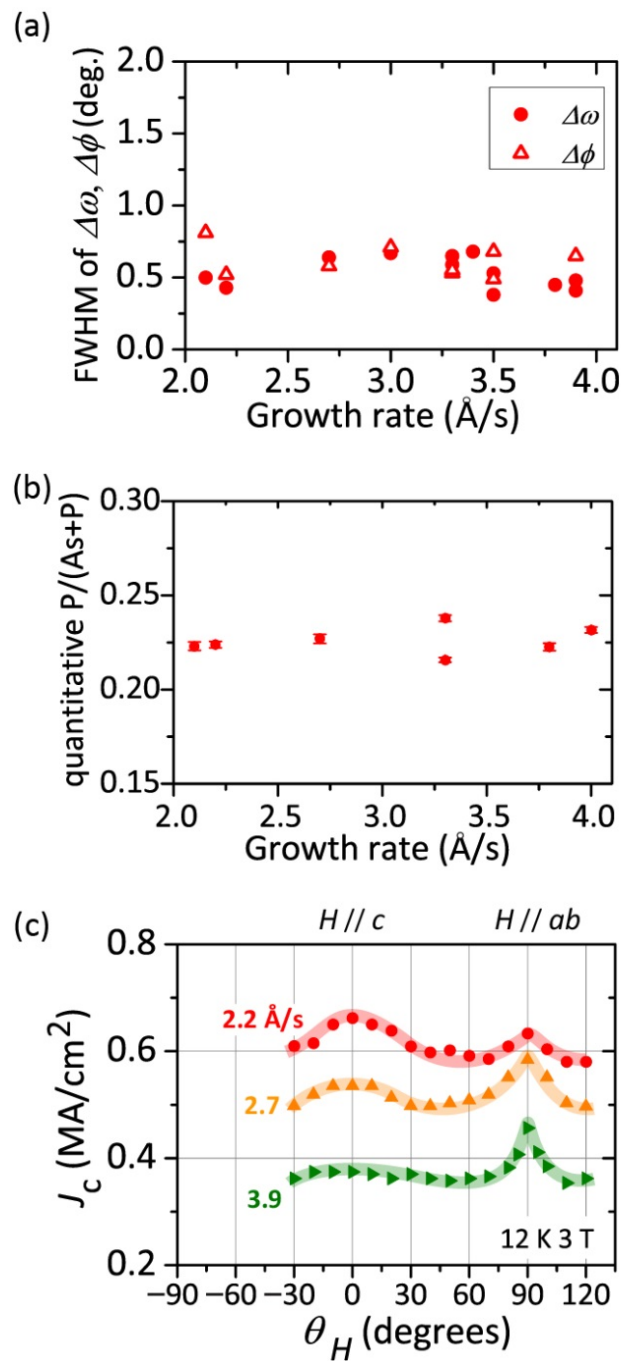 (a)
2.0
1.5
1.0
0.5
0.0
FWHM of Δω, Δϕ (deg.)
Δω
Δϕ
2.0 2.5 3.0 3.5 4.0
Growth rate (Å/s)
(b)
0.30
0.25
0.20
0.15
quantitative P/(As+P)
2.0 2.5 3.0 3.5 4.0
Growth rate (Å/s)
(c)
H // c H // ab
0.8
0.6
0.4
0.2
J_c (MA/cm²)
2.2 Å/s
2.7
3.9
12 K 3 T
−90 −60 −30 0 30 60 90 120
θ_H (degrees)